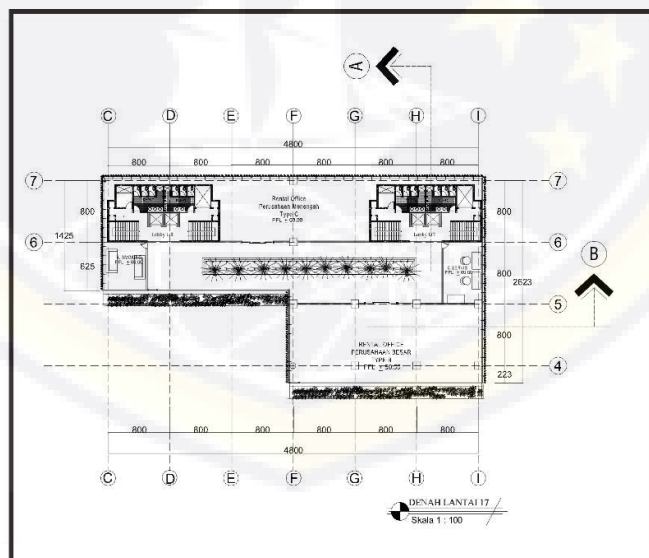 A
C D E F G H I
4800
800 800 800 800 800 800
7 7
800 800
Rental Office
Perusahaan Menengah
Type C
Lobby Lift Lobby Lift
6 6
1425
625
800
2623
B
5
800
RENTAL OFFICE
PERUSAHAAN BESAR
4
223
800 800 800 800 800 800
4800
C D E F G H I
DENAH LANTAI 17
Skala 1 : 100